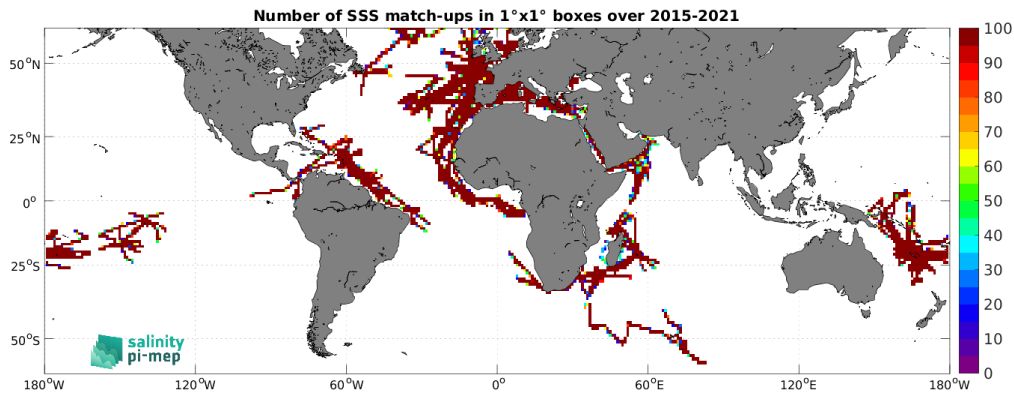 Number of SSS match-ups in 1°x1° boxes over 2015-2021
100
90
80
70
60
50
40
30
20
10
0
50°N
25°N
0°
25°S
50°S
salinity
pi-mep
180°W
120°W
60°W
0°
60°E
120°E
180°W